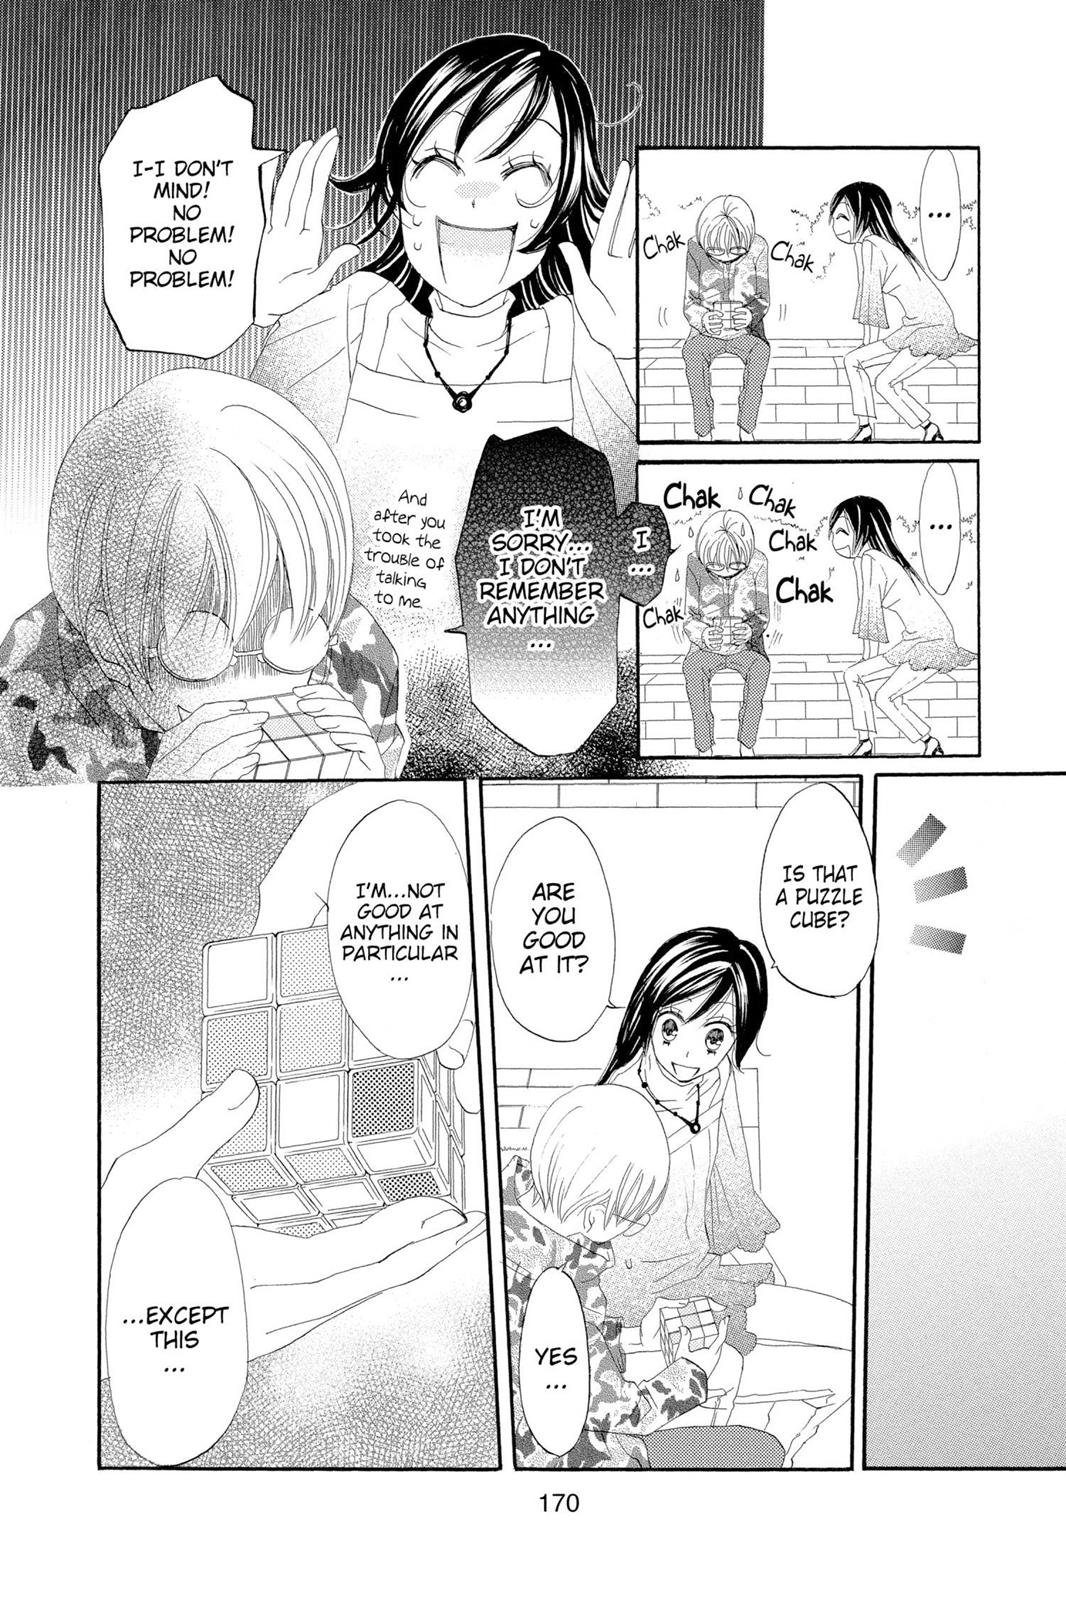 ...
Chak
Chak
...
Chak
Chak
Chak
Chak
Chak
I
...
I'M
SORRY...
I DON'T
REMEMBER
ANYTHING
...
And
after you
took the
trouble of
talking
to me
I-I DON'T
MIND!
NO
PROBLEM!
NO
PROBLEM!
IS THAT
A PUZZLE
CUBE?
ARE
YOU
GOOD
AT IT?
YES
...
I'M...NOT
GOOD AT
ANYTHING IN
PARTICULAR
...
...EXCEPT
THIS
...
170